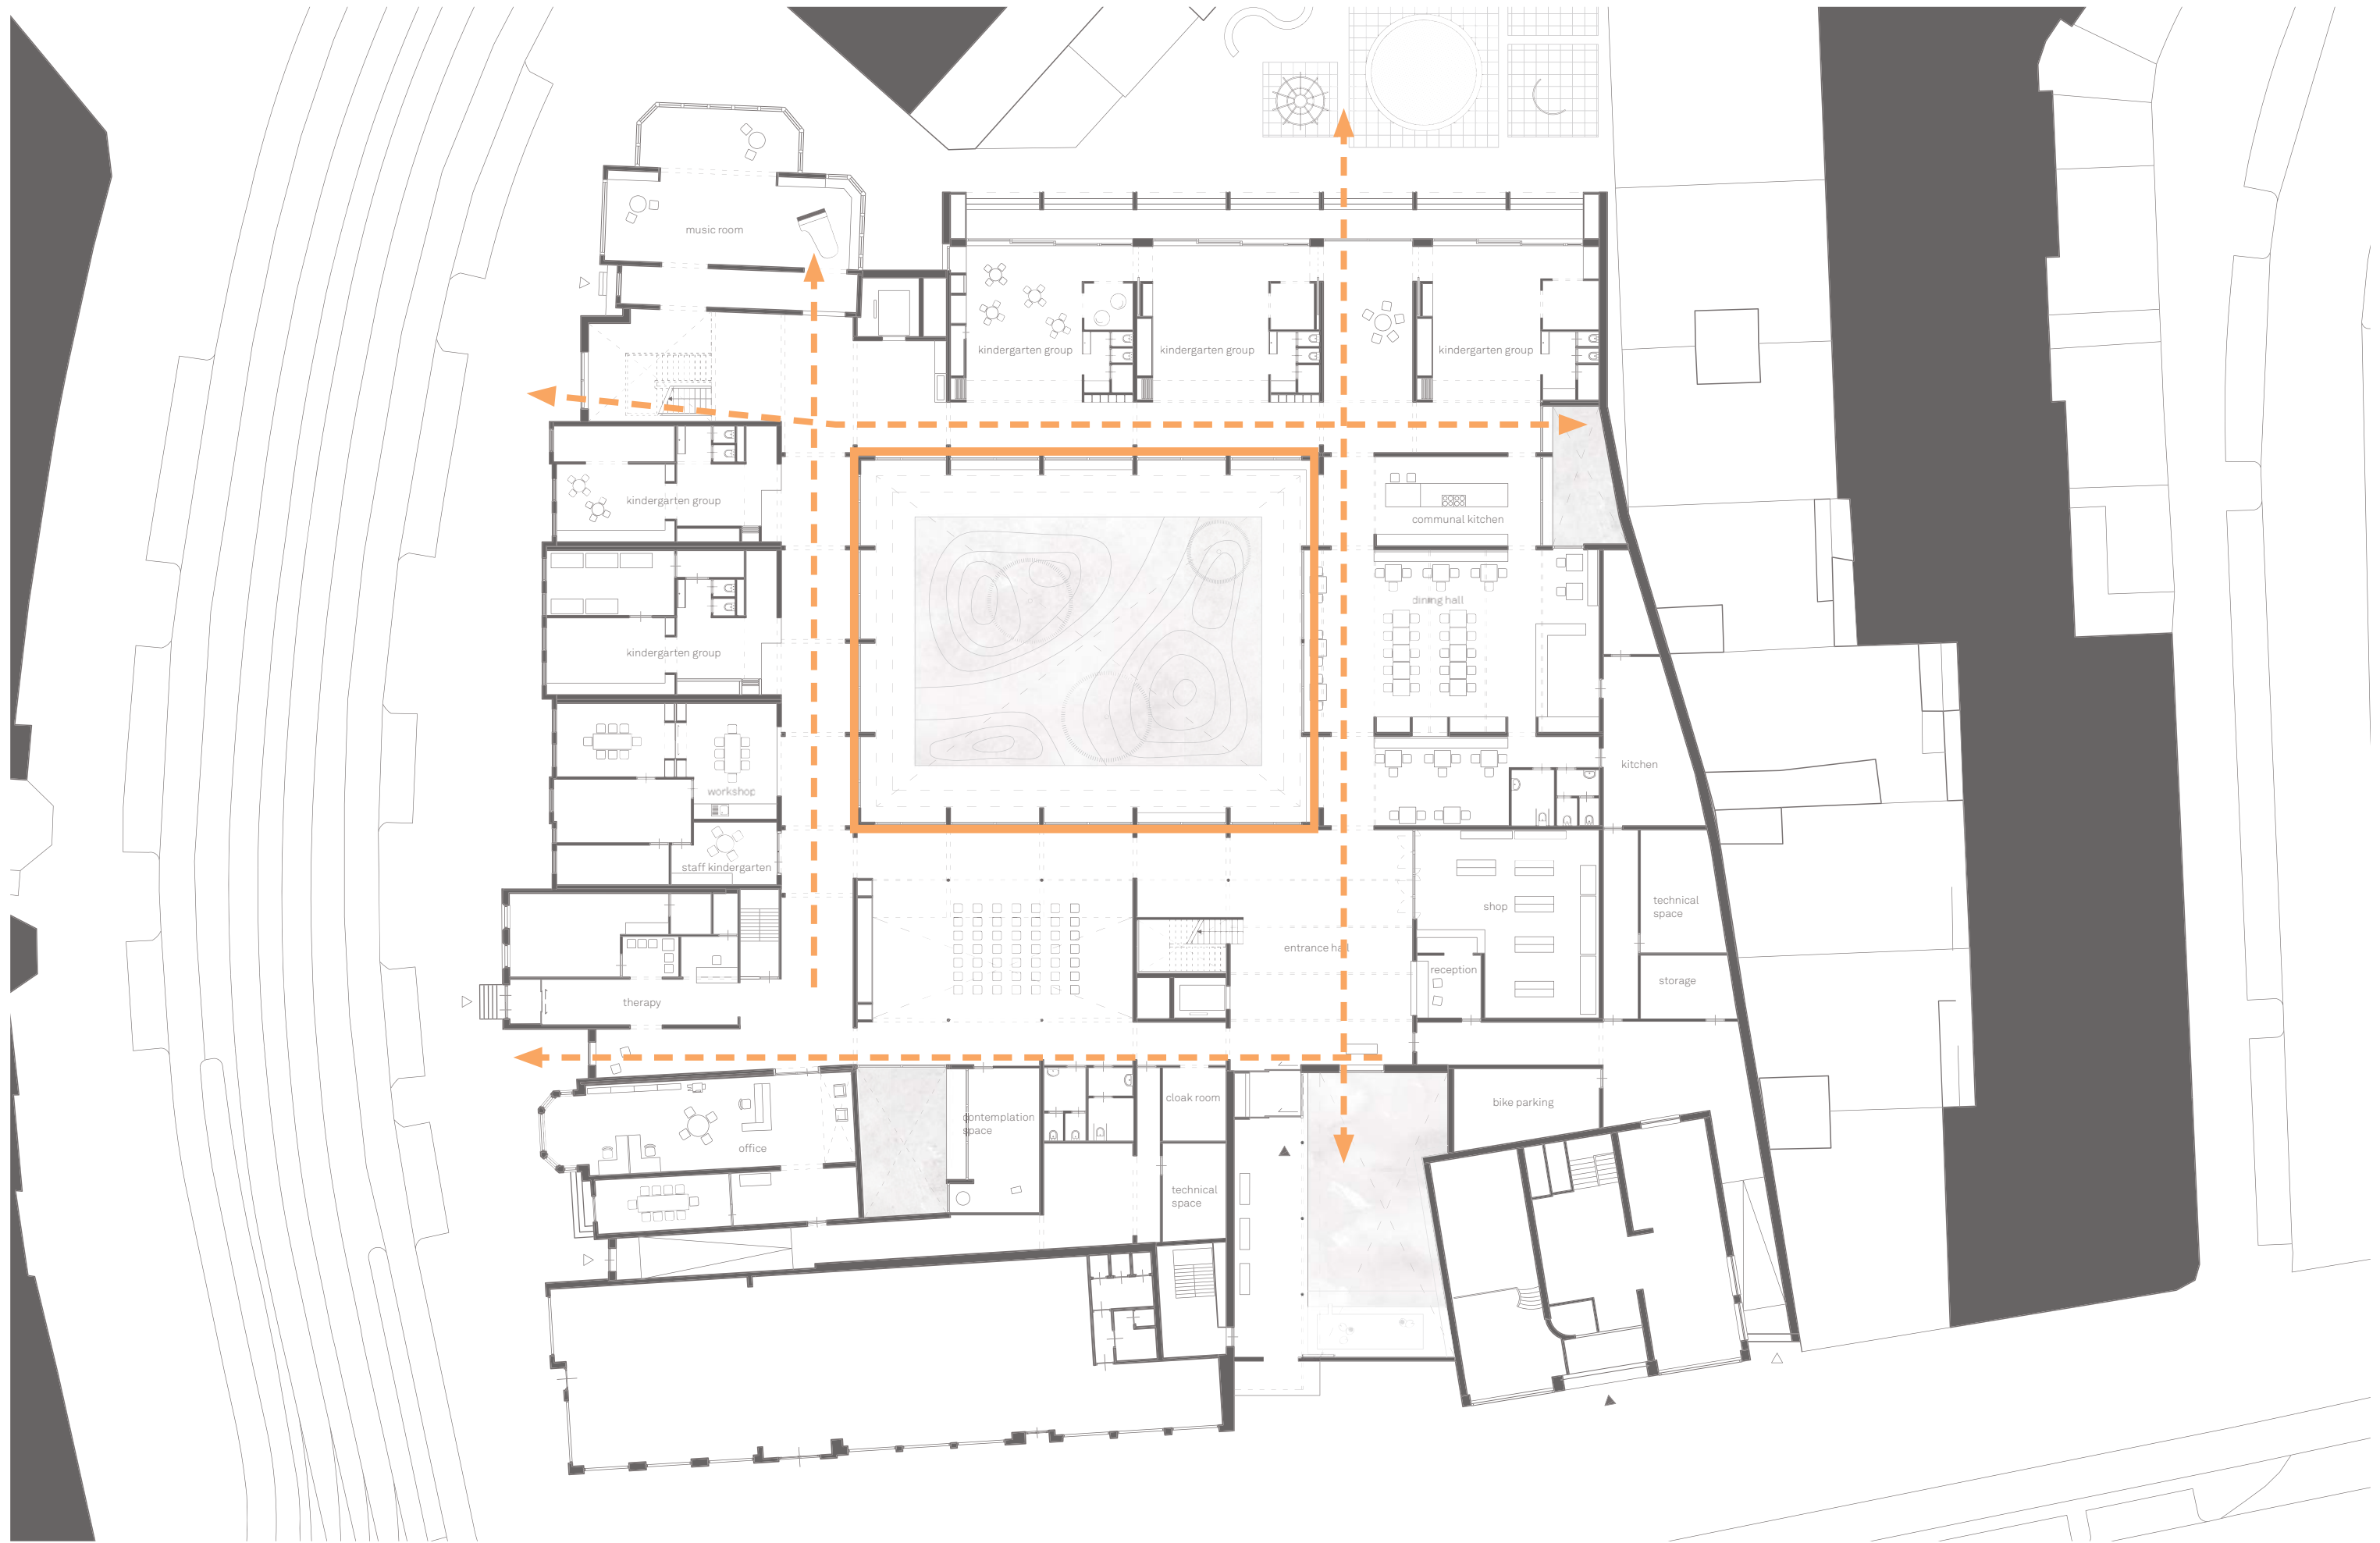 music room
kindergarten group
kindergarten group
kindergarten group
kindergarten group
communal kitchen
dining hall
kindergarten group
kitchen
workshop
staff kindergarten
technical
space
shop
entrance hall
reception
storage
therapy
cloak room
bike parking
contemplation
space
office
technical
space